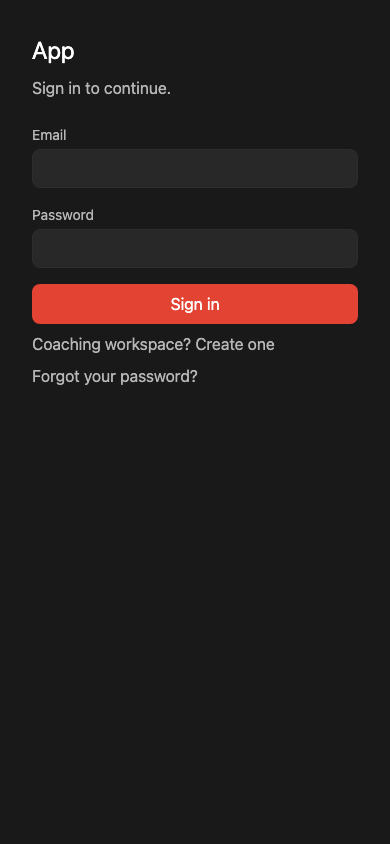 App
Sign in to continue.
Email
Password
Sign in
Coaching workspace? Create one
Forgot your password?